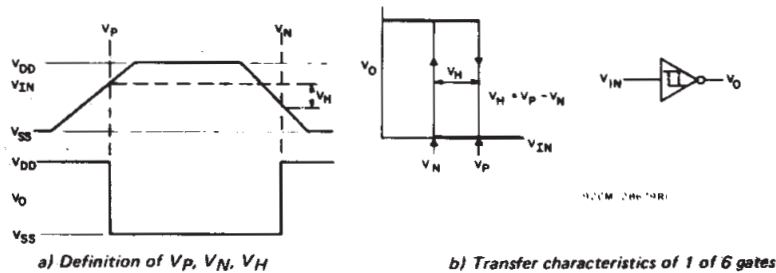 VP
VN
VDD
VIN
VH
VSS
VDD
VO
VSS
a) Definition of VP, VN, VH
VO
VH
VH = VP - VN
VIN
VN
VP
VIN
VO
b) Transfer characteristics of 1 of 6 gates